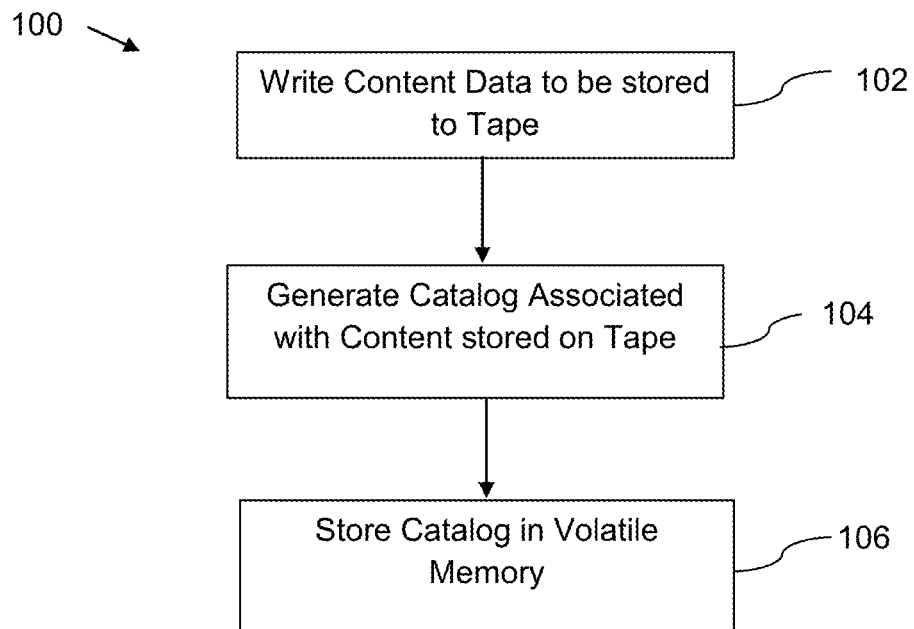 100
Write Content Data to be stored
to Tape
102
Generate Catalog Associated
with Content stored on Tape
104
Store Catalog in Volatile
Memory
106